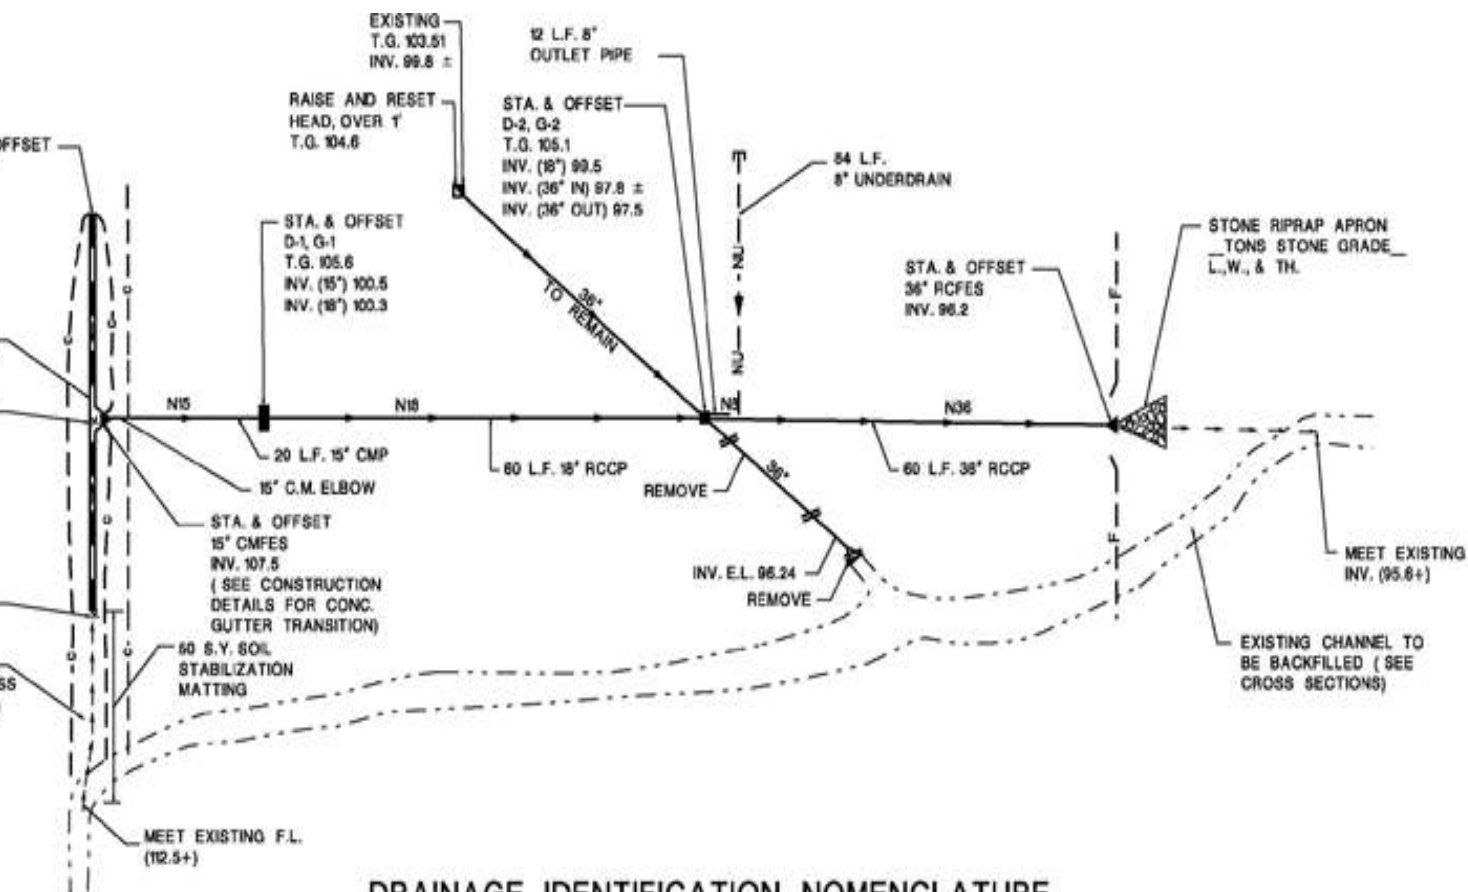 EXISTING
T.G. 103.51
INV. 99.8 ±
12 L.F. 8"
OUTLET PIPE
RAISE AND RESET
HEAD, OVER 1'
T.G. 104.6
STA. & OFFSET
D-2, G-2
T.G. 105.1
INV. (18") 99.5
INV. (36" IN) 97.8 ±
INV. (36" OUT) 97.5
OFFSET
84 L.F.
8" UNDERDRAIN
STA. & OFFSET
D-1, G-1
T.G. 105.6
INV. (15") 100.5
INV. (18") 100.3
STONE RIPRAP APRON
__TONS STONE GRADE__
L.,W., & TH.
STA. & OFFSET
36" RCFES
INV. 96.2
36"
TO REMAIN
NU
NU
F
C
C
C
N15
N18
N8
N36
20 L.F. 15" CMP
60 L.F. 18" RCCP
60 L.F. 36" RCCP
15" C.M. ELBOW
REMOVE
36"
STA. & OFFSET
15" CMFES
INV. 107.5
( SEE CONSTRUCTION
DETAILS FOR CONC.
GUTTER TRANSITION)
C
F
INV. E.L. 96.24
REMOVE
MEET EXISTING
INV. (95.6+)
50 S.Y. SOIL
STABILIZATION
MATTING
C
C
SS
EXISTING CHANNEL TO
BE BACKFILLED ( SEE
CROSS SECTIONS)
MEET EXISTING F.L.
(112.5+)
DRAINAGE IDENTIFICATION NOMENCLATURE